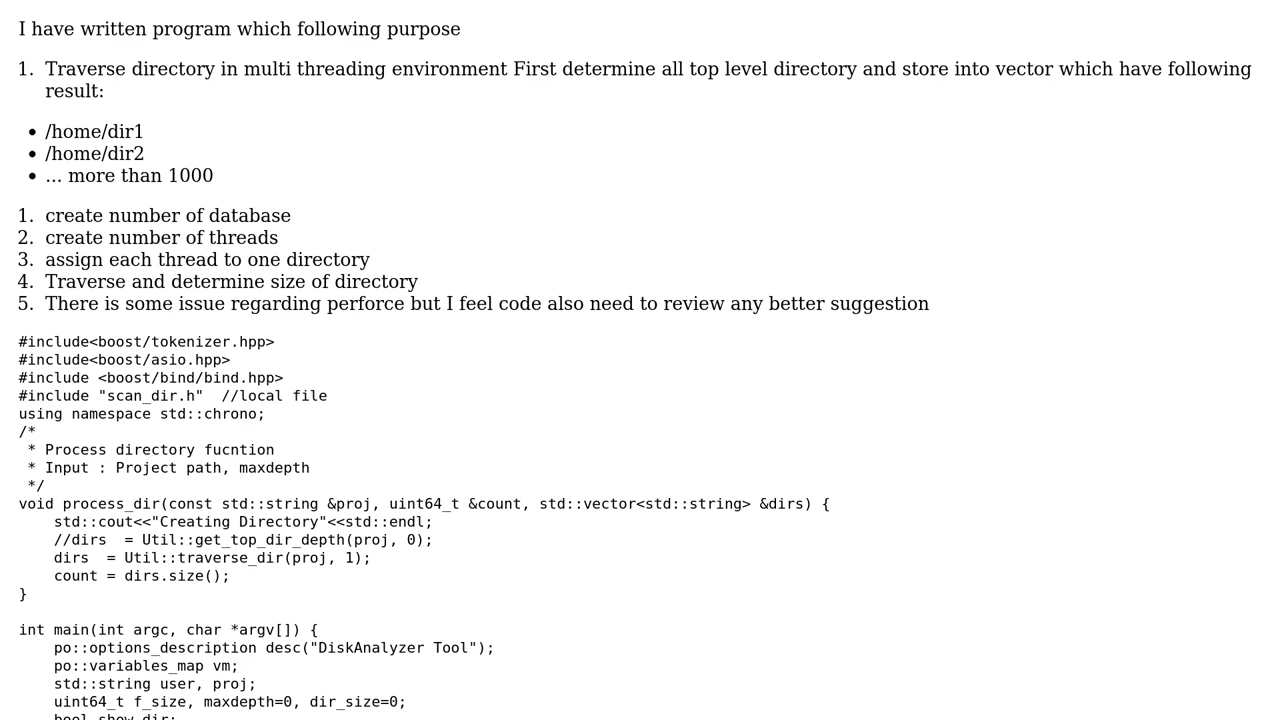 I have written program which following purpose
1. Traverse directory in multi threading environment First determine all top level directory and store into vector which have following
result:
• /home/dir1
• /home/dir2
• ... more than 1000
1. create number of database
2. create number of threads
3. assign each thread to one directory
4. Traverse and determine size of directory
5. There is some issue regarding perforce but I feel code also need to review any better suggestion
#include<boost/tokenizer.hpp>
#include<boost/asio.hpp>
#include <boost/bind/bind.hpp>
#include "scan_dir.h"  //local file
using namespace std::chrono;
/*
 * Process directory fucntion
 * Input : Project path, maxdepth
 */
void process_dir(const std::string &proj, uint64_t &count, std::vector<std::string> &dirs) {
    std::cout<<"Creating Directory"<<std::endl;
    //dirs  = Util::get_top_dir_depth(proj, 0);
    dirs  = Util::traverse_dir(proj, 1);
    count = dirs.size();
}
int main(int argc, char *argv[]) {
    po::options_description desc("DiskAnalyzer Tool");
    po::variables_map vm;
    std::string user, proj;
    uint64_t f_size, maxdepth=0, dir_size=0;
    bool show_dir;